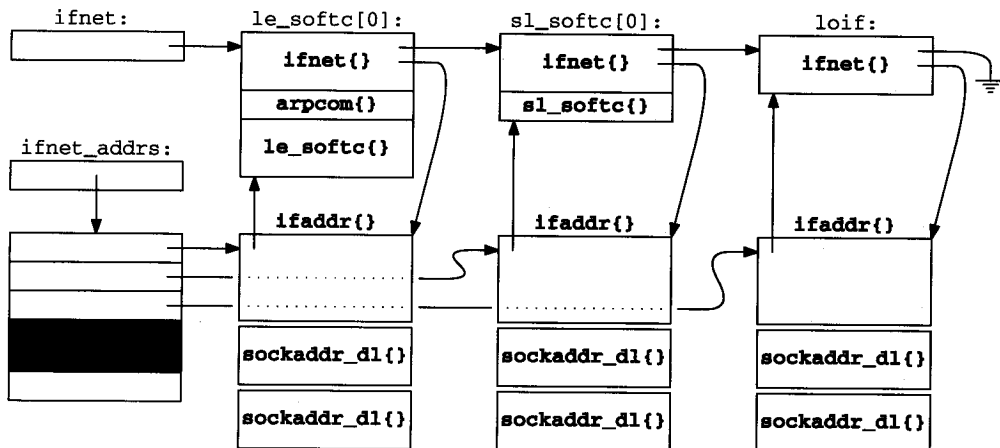 ifnet:
le_softc[0]:
sl_softc[0]:
loif:
ifnet{}
ifnet{}
ifnet{}
arpcom{}
sl_softc{}
le_softc{}
ifnet_addrs:
ifaddr{}
ifaddr{}
ifaddr{}
sockaddr_dl{}
sockaddr_dl{}
sockaddr_dl{}
sockaddr_dl{}
sockaddr_dl{}
sockaddr_dl{}